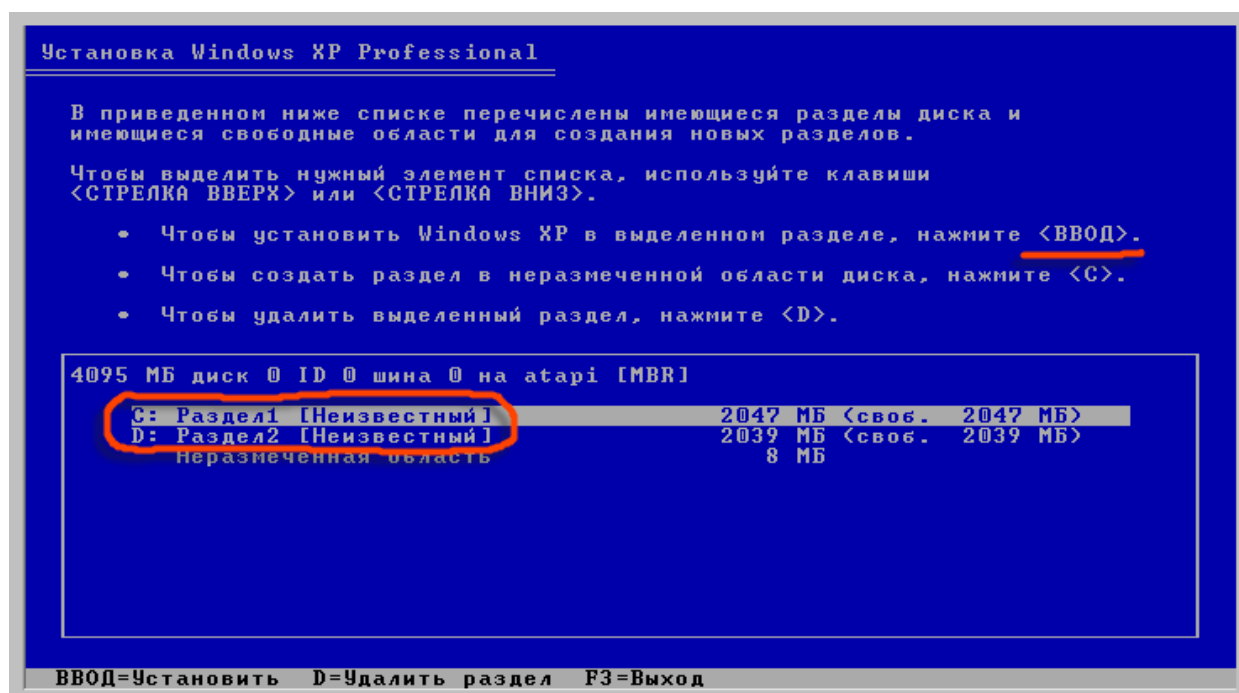 Установка Windows XP Professional
В приведенном ниже списке перечислены имеющиеся разделы диска и
имеющиеся свободные области для создания новых разделов.
Чтобы выделить нужный элемент списка, используйте клавиши
<СТРЕЛКА ВВЕРХ> или <СТРЕЛКА ВНИЗ>.
• Чтобы установить Windows XP в выделенном разделе, нажмите <ВВОД>.
• Чтобы создать раздел в неразмеченной области диска, нажмите <C>.
• Чтобы удалить выделенный раздел, нажмите <D>.
4095 МБ диск 0 ID 0 шина 0 на atapi [MBR]
C: Раздел1 [Неизвестный] 2047 МБ (своб. 2047 МБ)
D: Раздел2 [Неизвестный] 2039 МБ (своб. 2039 МБ)
Неразмеченная область 8 МБ
ВВОД=Установить D=Удалить раздел F3=Выход